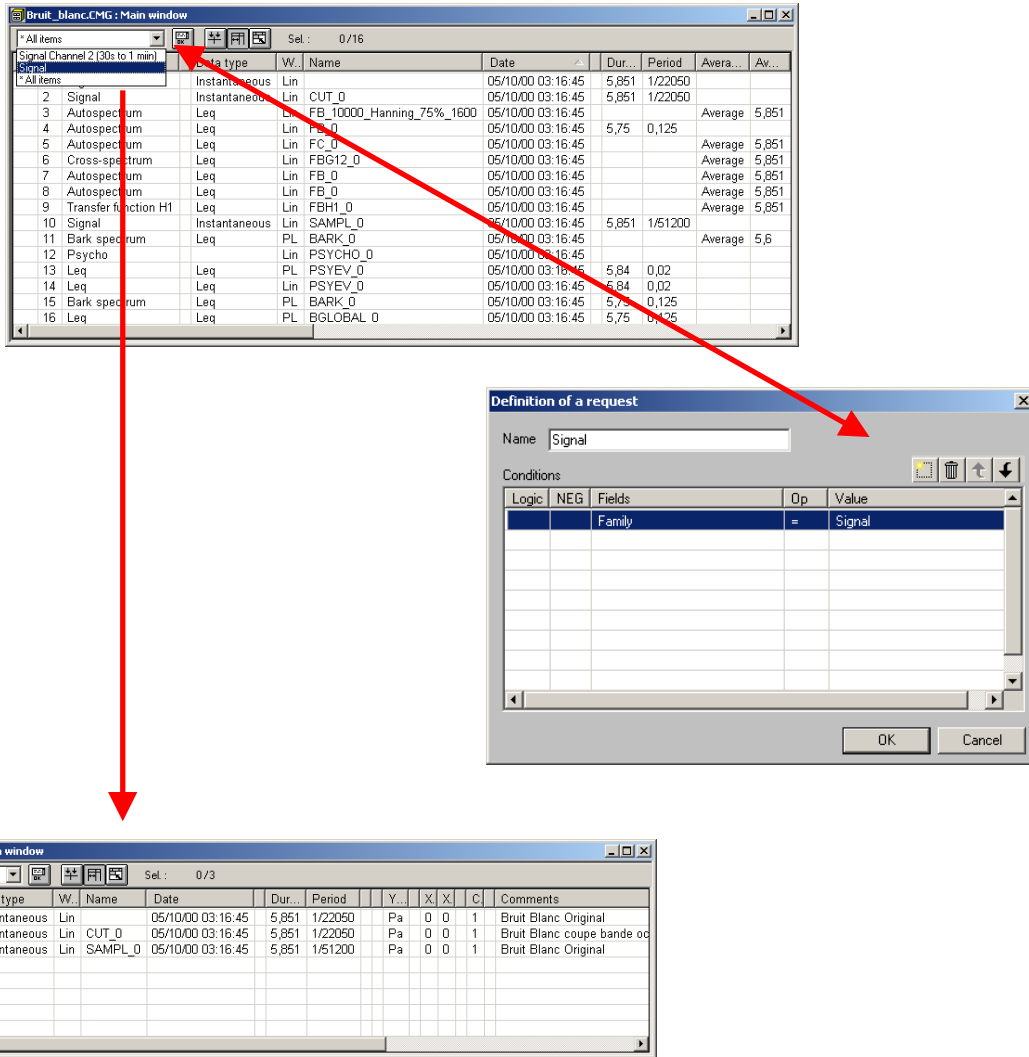 Bruit_blanc.CMG : Main window
* All items
Sel.: 0/16
Signal Channel 2 (30s to 1 miin)
Signal
* All items
Data type W.. Name Date Dur... Period Avera... Av...
Instantaneous Lin 05/10/00 03:16:45 5,851 1/22050
2 Signal Instantaneous Lin CUT_0 05/10/00 03:16:45 5,851 1/22050
3 Autospectrum Leq Lin FB_10000_Hanning_75%_1600 05/10/00 03:16:45 Average 5,851
4 Autospectrum Leq Lin FB_0 05/10/00 03:16:45 5,75 0,125
5 Autospectrum Leq Lin FC_0 05/10/00 03:16:45 Average 5,851
6 Cross-spectrum Leq Lin FBG12_0 05/10/00 03:16:45 Average 5,851
7 Autospectrum Leq Lin FB_0 05/10/00 03:16:45 Average 5,851
8 Autospectrum Leq Lin FB_0 05/10/00 03:16:45 Average 5,851
9 Transfer function H1 Leq Lin FBH1_0 05/10/00 03:16:45 Average 5,851
10 Signal Instantaneous Lin SAMPL_0 05/10/00 03:16:45 5,851 1/51200
11 Bark spectrum Leq PL BARK_0 05/10/00 03:16:45 Average 5,6
12 Psycho Lin PSYCHO_0 05/10/00 03:16:45
13 Leq Leq PL PSYEV_0 05/10/00 03:16:45 5,84 0,02
14 Leq Leq Lin PSYEV_0 05/10/00 03:16:45 5,84 0,02
15 Bark spectrum Leq PL BARK_0 05/10/00 03:16:45 5,75 0,125
16 Leq Leq PL BGLOBAL_0 05/10/00 03:16:45 5,75 0,125
Definition of a request
Name Signal
Conditions
Logic NEG Fields Op Value
Family = Signal
OK Cancel
window
Sel.: 0/3
type W.. Name Date Dur... Period Y... X. X. C. Comments
ntaneous Lin 05/10/00 03:16:45 5,851 1/22050 Pa 0 0 1 Bruit Blanc Original
ntaneous Lin CUT_0 05/10/00 03:16:45 5,851 1/22050 Pa 0 0 1 Bruit Blanc coupe bande oc
ntaneous Lin SAMPL_0 05/10/00 03:16:45 5,851 1/51200 Pa 0 0 1 Bruit Blanc Original